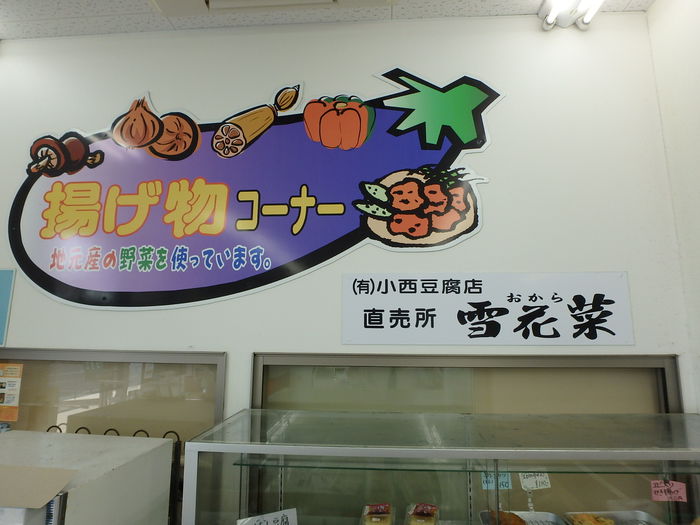 揚げ物コーナー
地元産の野菜を使っています。
(有)小西豆腐店
直売所
おから
雪花菜